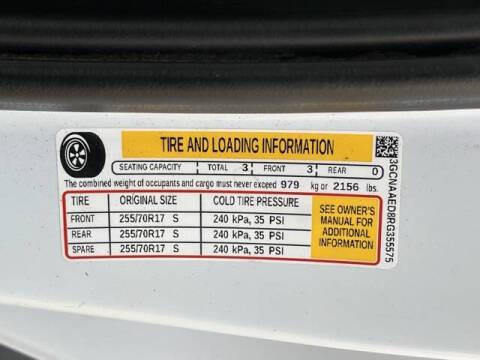 TIRE AND LOADING INFORMATION
SEATING CAPACITY TOTAL 3 FRONT 3 REAR 0
The combined weight of occupants and cargo must never exceed 979 kg or 2156 lbs.
TIRE ORIGINAL SIZE COLD TIRE PRESSURE
FRONT 255/70R17 S 240 kPa, 35 PSI
REAR 255/70R17 S 240 kPa, 35 PSI
SPARE 255/70R17 S 240 kPa, 35 PSI
SEE OWNER'S
MANUAL FOR
ADDITIONAL
INFORMATION
3GCNAAED8RG355575